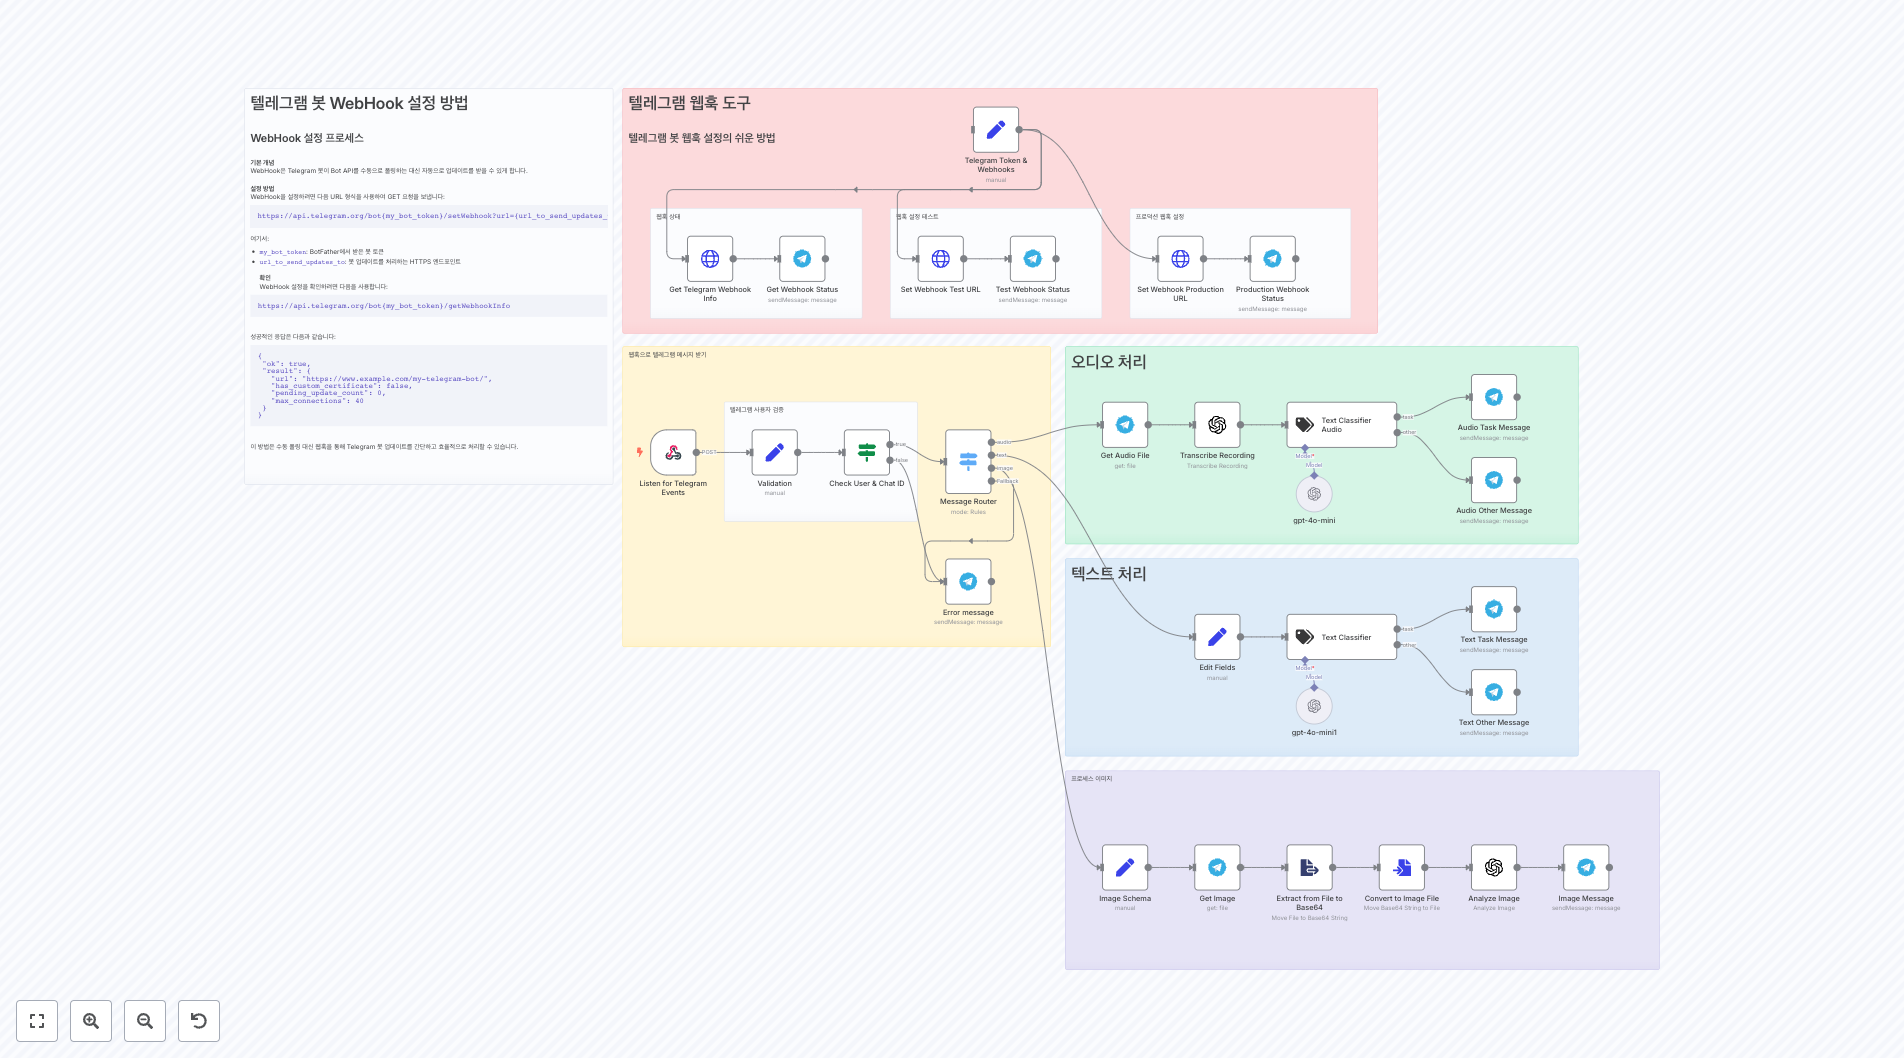 텔레그램 봇 WebHook 설정 방법
WebHook 설정 프로세스
기본 개념
WebHook은 Telegram 봇이 Bot API를 수동으로 폴링하는 대신 자동으로 업데이트를 받을 수 있게 합니다.
설정 방법
WebHook을 설정하려면 다음 URL 형식을 사용하여 GET 요청을 보냅니다:
https://api.telegram.org/bot{my_bot_token}/setWebhook?url={url_to_send_updates_
여기서:
my_bot_token: BotFather에서 받은 봇 토큰
url_to_send_updates_to: 봇 업데이트를 처리하는 HTTPS 엔드포인트
확인
WebHook 설정을 확인하려면 다음을 사용합니다:
https://api.telegram.org/bot{my_bot_token}/getWebhookInfo
성공적인 응답은 다음과 같습니다:
{
"ok": true,
"result": {
"url": "https://www.example.com/my-telegram-bot/",
"has_custom_certificate": false,
"pending_update_count": 0,
"max_connections": 40
}
}
이 방법은 수동 폴링 대신 웹훅을 통해 Telegram 봇 업데이트를 간단하고 효율적으로 처리할 수 있습니다.
텔레그램 웹훅 도구
텔레그램 봇 웹훅 설정의 쉬운 방법
Telegram Token &
Webhooks
manual
웹훅 상태
Get Telegram Webhook
Info
Get Webhook Status
sendMessage: message
웹훅 설정 테스트
Set Webhook Test URL
Test Webhook Status
sendMessage: message
프로덕션 웹훅 설정
Set Webhook Production
URL
Production Webhook
Status
sendMessage: message
웹훅으로 텔레그램 메시지 받기
Listen for Telegram
Events
POST
텔레그램 사용자 검증
Validation
manual
Check User & Chat ID
true
false
Message Router
mode: Rules
audio
text
image
Fallback
Error message
sendMessage: message
오디오 처리
Get Audio File
get: file
Transcribe Recording
Transcribe Recording
Text Classifier
Audio
task
other
Model*
Model
gpt-4o-mini
Audio Task Message
sendMessage: message
Audio Other Message
sendMessage: message
텍스트 처리
Edit Fields
manual
Text Classifier
task
other
Model*
Model
gpt-4o-mini1
Text Task Message
sendMessage: message
Text Other Message
sendMessage: message
프로세스 이미지
Image Schema
manual
Get Image
get: file
Extract from File to
Base64
Move File to Base64 String
Convert to Image File
Move Base64 String to File
Analyze Image
Analyze Image
Image Message
sendMessage: message